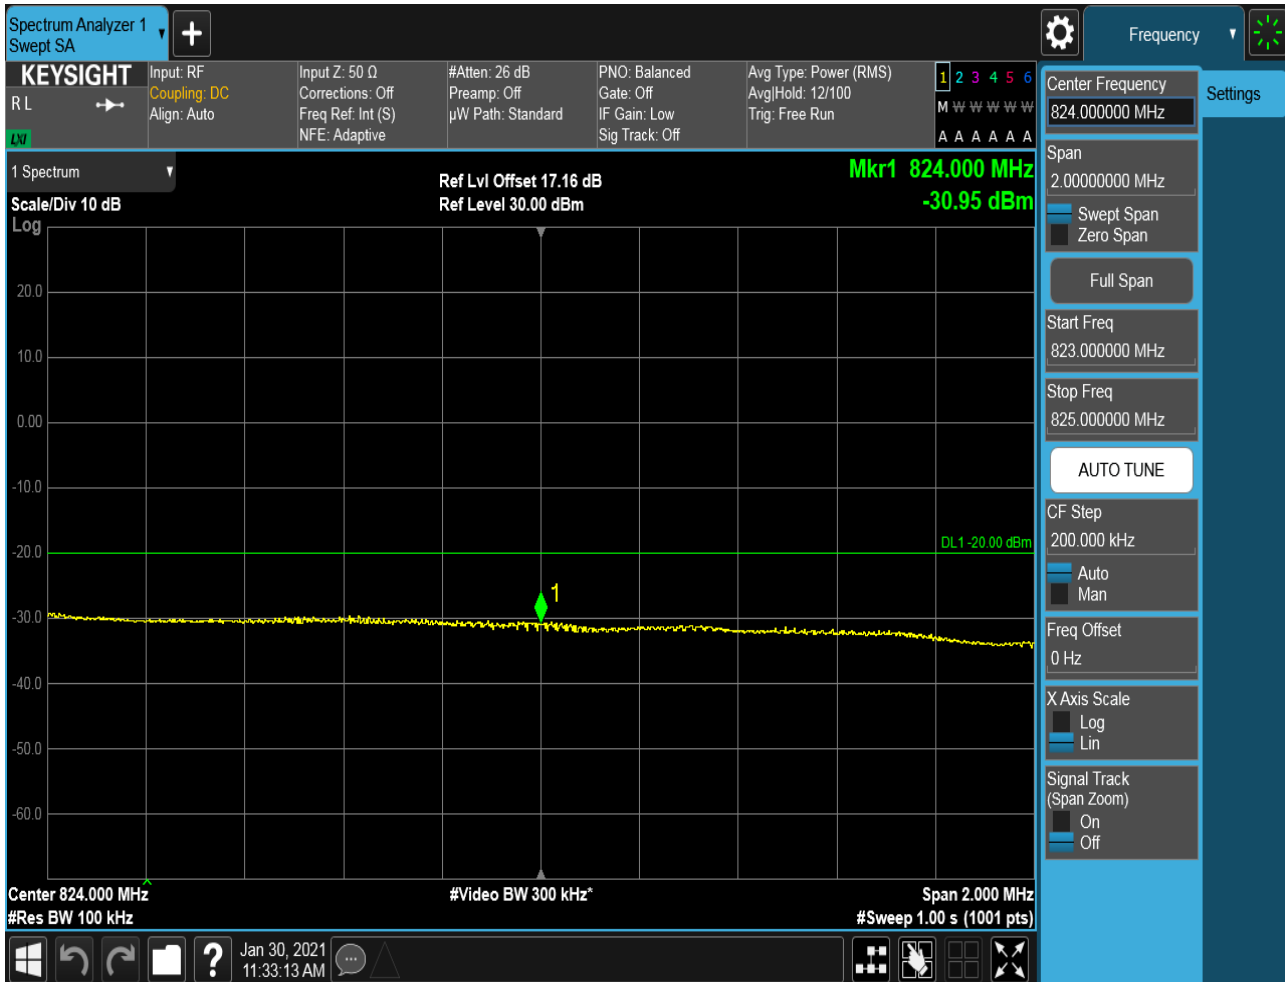 Spectrum Analyzer 1
Swept SA
Frequency
KEYSIGHT
R L
LXI
Input: RF
Coupling: DC
Align: Auto
Input Z: 50 Ω
Corrections: Off
Freq Ref: Int (S)
NFE: Adaptive
#Atten: 26 dB
Preamp: Off
µW Path: Standard
PNO: Balanced
Gate: Off
IF Gain: Low
Sig Track: Off
Avg Type: Power (RMS)
Avg|Hold: 12/100
Trig: Free Run
1 2 3 4 5 6
M W W W W W
A A A A A A
1 Spectrum
Scale/Div 10 dB
Log
Ref Lvl Offset 17.16 dB
Ref Level 30.00 dBm
Mkr1 824.000 MHz
-30.95 dBm
20.0
10.0
0.00
-10.0
-20.0
-30.0
-40.0
-50.0
-60.0
DL1 -20.00 dBm
1
Center 824.000 MHz
#Res BW 100 kHz
#Video BW 300 kHz*
Span 2.000 MHz
#Sweep 1.00 s (1001 pts)
?
Jan 30, 2021
11:33:13 AM
Center Frequency
824.000000 MHz
Settings
Span
2.00000000 MHz
Swept Span
Zero Span
Full Span
Start Freq
823.000000 MHz
Stop Freq
825.000000 MHz
AUTO TUNE
CF Step
200.000 kHz
Auto
Man
Freq Offset
0 Hz
X Axis Scale
Log
Lin
Signal Track
(Span Zoom)
On
Off